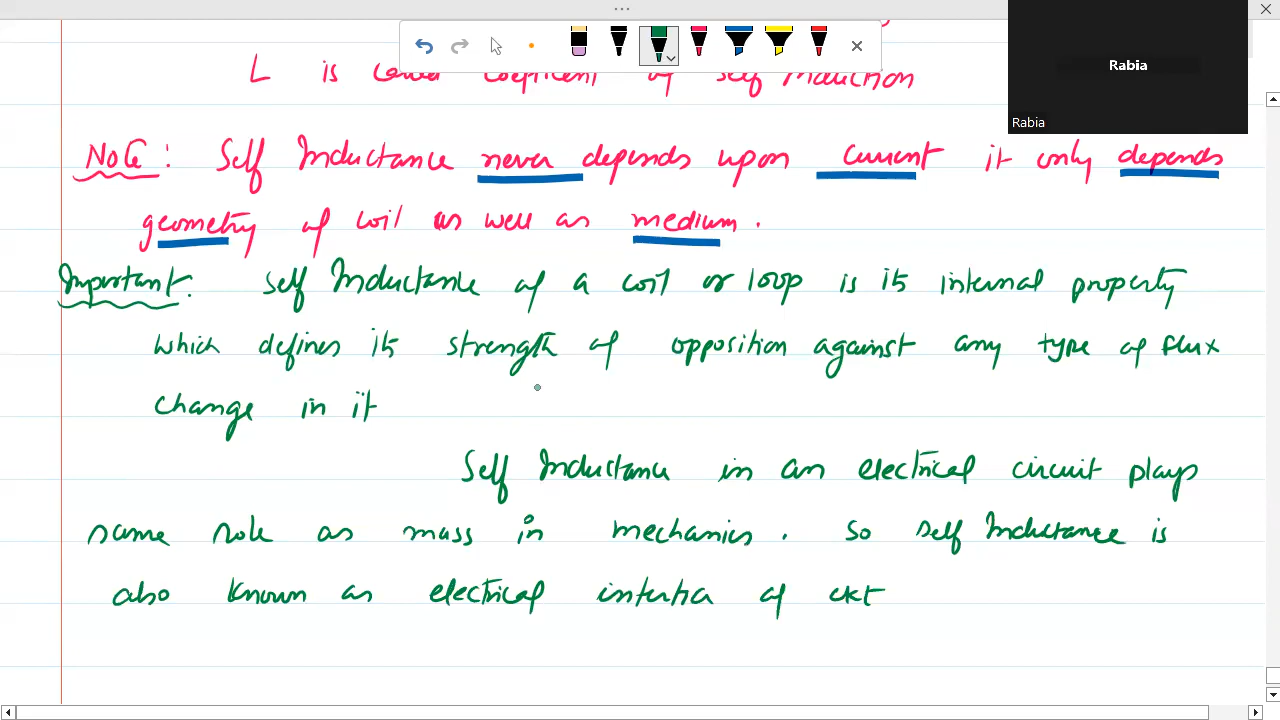 Rabia
Rabia
L is called coeficent of self Induction
Note: Self Inductance never depends upon current it only depends
geometry of coil as well as medium.
Important: Self Inductance of a coil or loop is its internal property
which defines its strength of opposition against any type of flux
change in it
Self Inductance in an electrical circuit plays
same role as mass in mechanics. So self Inductance is
also known as electrical intertia of ckt